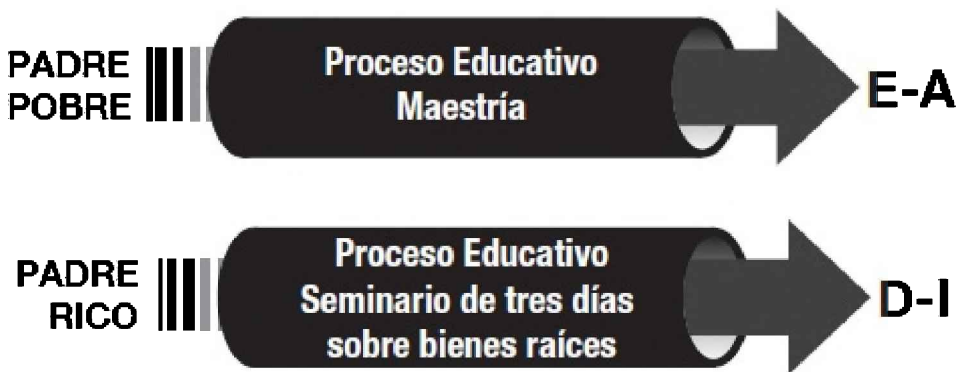 PADRE
POBRE
Proceso Educativo
Maestría
E-A
PADRE
RICO
Proceso Educativo
Seminario de tres días
sobre bienes raíces
D-I